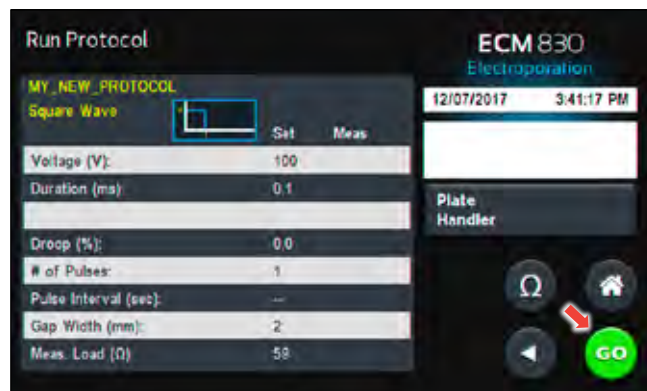 Run Protocol
ECM 830
Electroporation
MY_NEW_PROTOCOL
Square Wave
Set Meas
12/07/2017 3:41:17 PM
Voltage (V): 100
Duration (ms) 0.1
Plate
Handler
Droop (%): 0.0
# of Pulses: 1
Pulse Interval (sec): --
Gap Width (mm): 2
Meas. Load (Ω) 59
Ω
GO